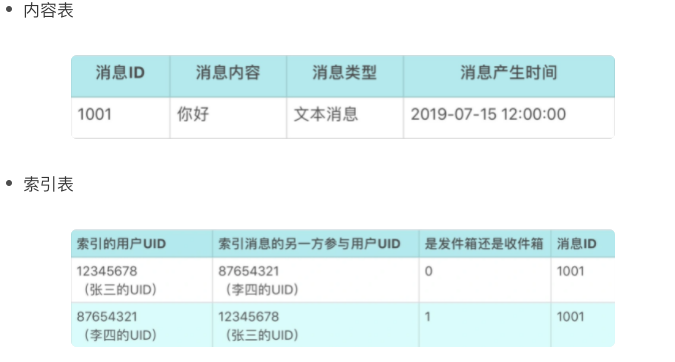 内容表
消息ID 消息内容 消息类型 消息产生时间
1001 你好 文本消息 2019-07-15 12:00:00
索引表
索引的用户UID 索引消息的另一方参与用户UID 是发件箱还是收件箱 消息ID
12345678 87654321 0 1001
（张三的UID） （李四的UID）
87654321 12345678 1 1001
（李四的UID） （张三的UID）